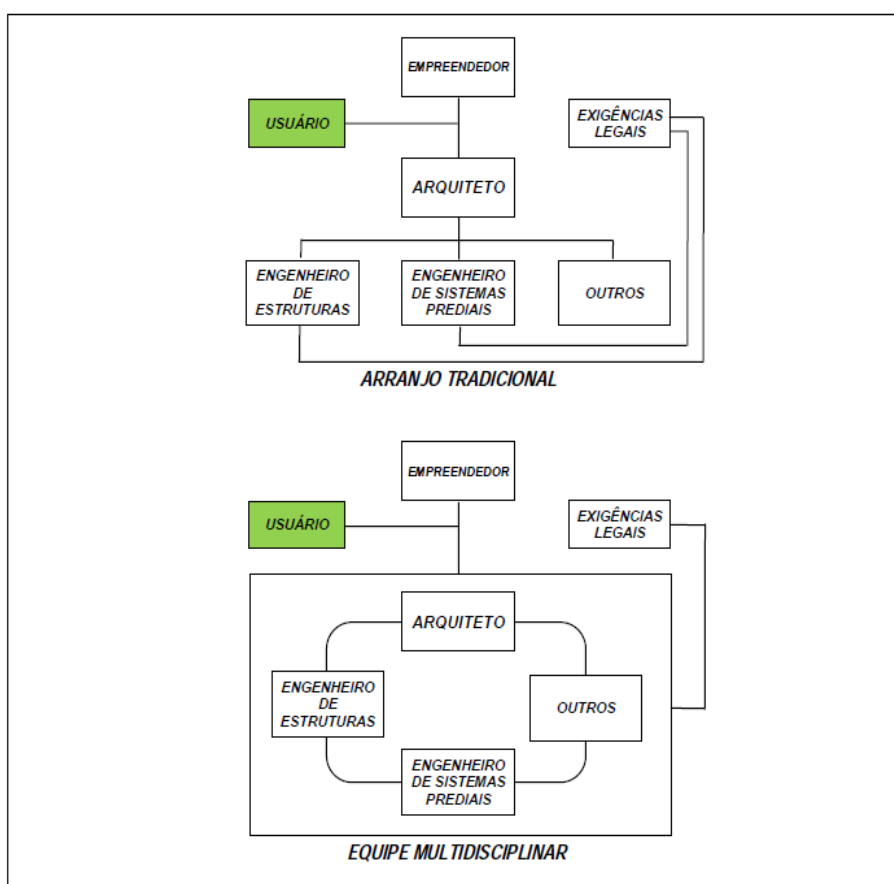 EMPREENDEDOR
USUÁRIO
EXIGÊNCIAS
LEGAIS
ARQUITETO
ENGENHEIRO
DE
ESTRUTURAS
ENGENHEIRO
DE SISTEMAS
PREDIAIS
OUTROS
ARRANJO TRADICIONAL
EMPREENDEDOR
USUÁRIO
EXIGÊNCIAS
LEGAIS
ARQUITETO
ENGENHEIRO
DE
ESTRUTURAS
OUTROS
ENGENHEIRO
DE SISTEMAS
PREDIAIS
EQUIPE MULTIDISCIPLINAR